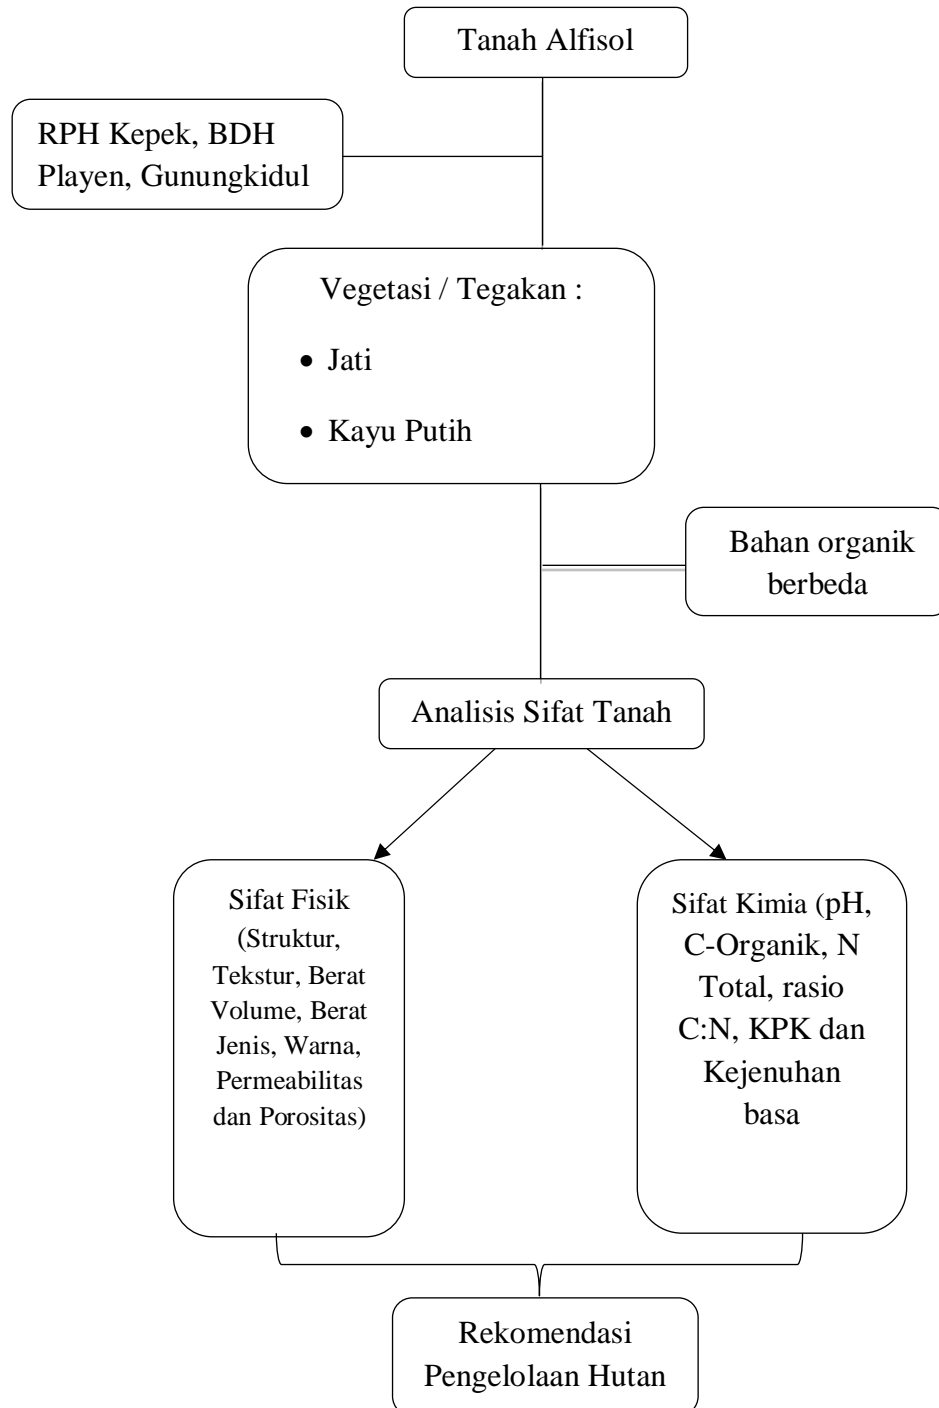 Tanah Alfisol
RPH Kepek, BDH
Playen, Gunungkidul
Vegetasi / Tegakan :
• Jati
• Kayu Putih
Bahan organik
berbeda
Analisis Sifat Tanah
Sifat Fisik
(Struktur,
Tekstur, Berat
Volume, Berat
Jenis, Warna,
Permeabilitas
dan Porositas)
Sifat Kimia (pH,
C-Organik, N
Total, rasio
C:N, KPK dan
Kejenuhan
basa
Rekomendasi
Pengelolaan Hutan